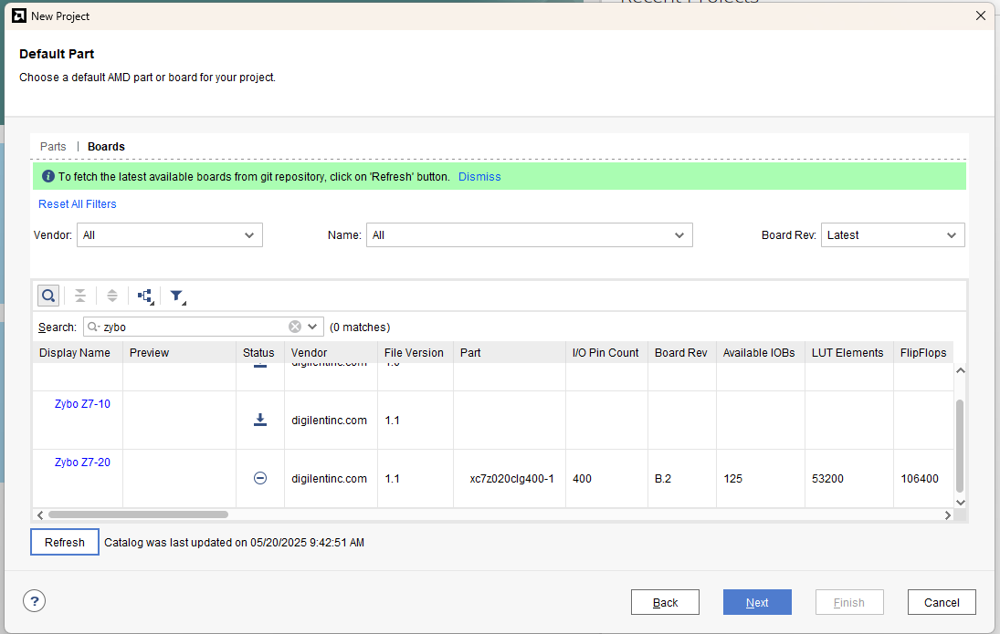 Recent Projects
New Project
Default Part
Choose a default AMD part or board for your project.
Parts | Boards
To fetch the latest available boards from git repository, click on 'Refresh' button. Dismiss
Reset All Filters
Vendor: All Name: All Board Rev: Latest
Search: zybo (0 matches)
Display Name Preview Status Vendor File Version Part I/O Pin Count Board Rev Available IOBs LUT Elements FlipFlops
digilentinc.com 1.0
Zybo Z7-10 digilentinc.com 1.1
Zybo Z7-20 digilentinc.com 1.1 xc7z020clg400-1 400 B.2 125 53200 106400
Refresh Catalog was last updated on 05/20/2025 9:42:51 AM
? Back Next Finish Cancel